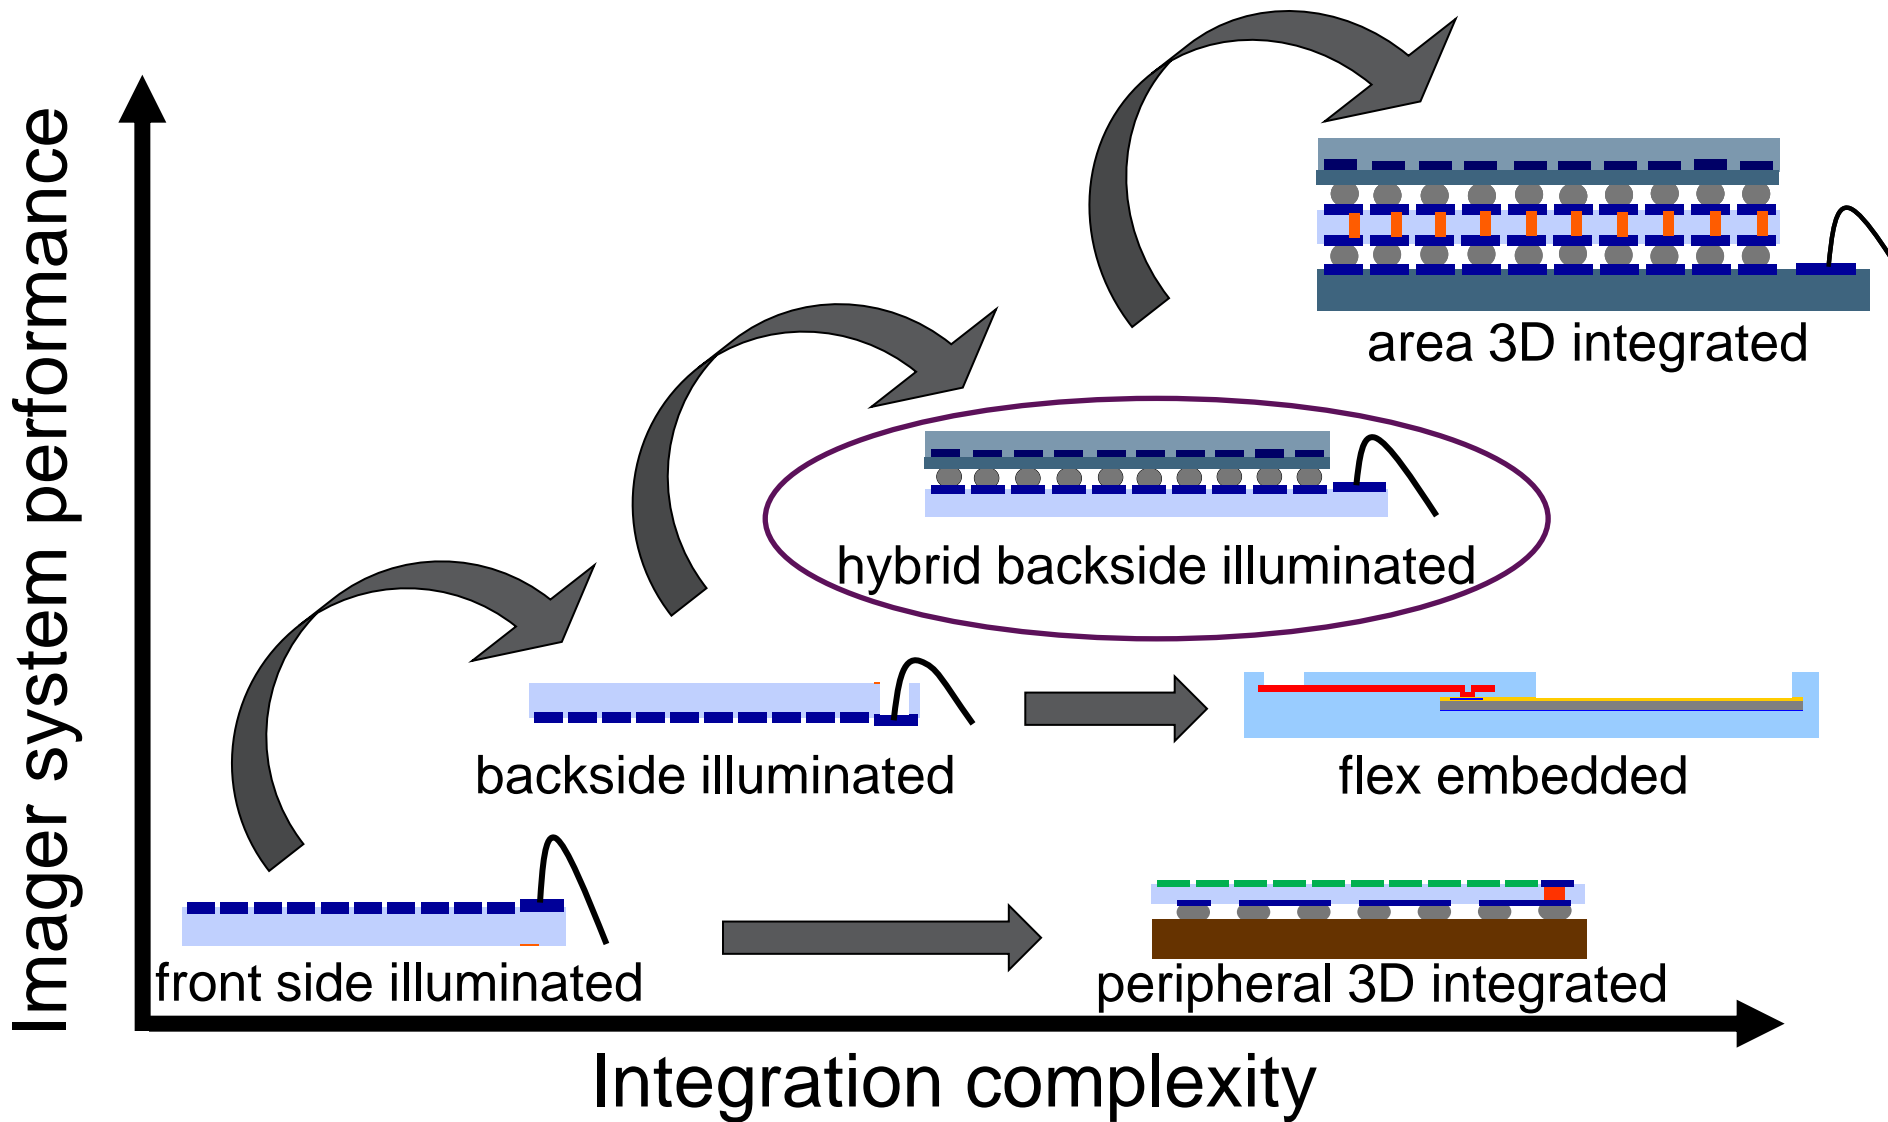 Imager system performance
area 3D integrated
hybrid backside illuminated
backside illuminated
flex embedded
front side illuminated
peripheral 3D integrated
Integration complexity